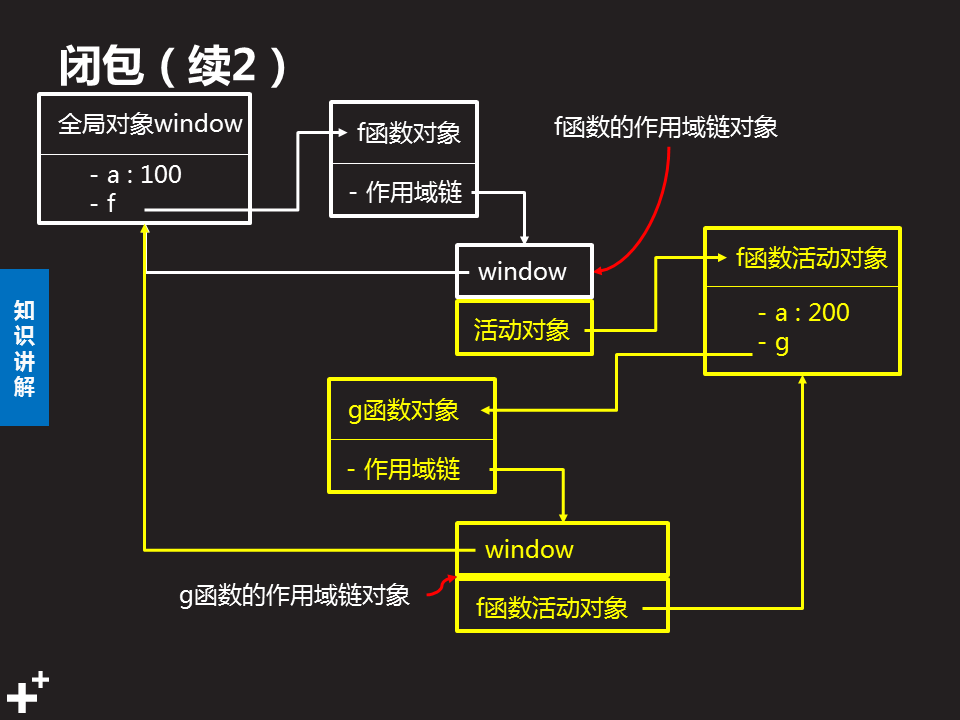 闭包（续2）
全局对象window
- a : 100
- f
f函数对象
- 作用域链
f函数的作用域链对象
window
活动对象
f函数活动对象
- a : 200
- g
知识讲解
g函数对象
- 作用域链
window
f函数活动对象
g函数的作用域链对象